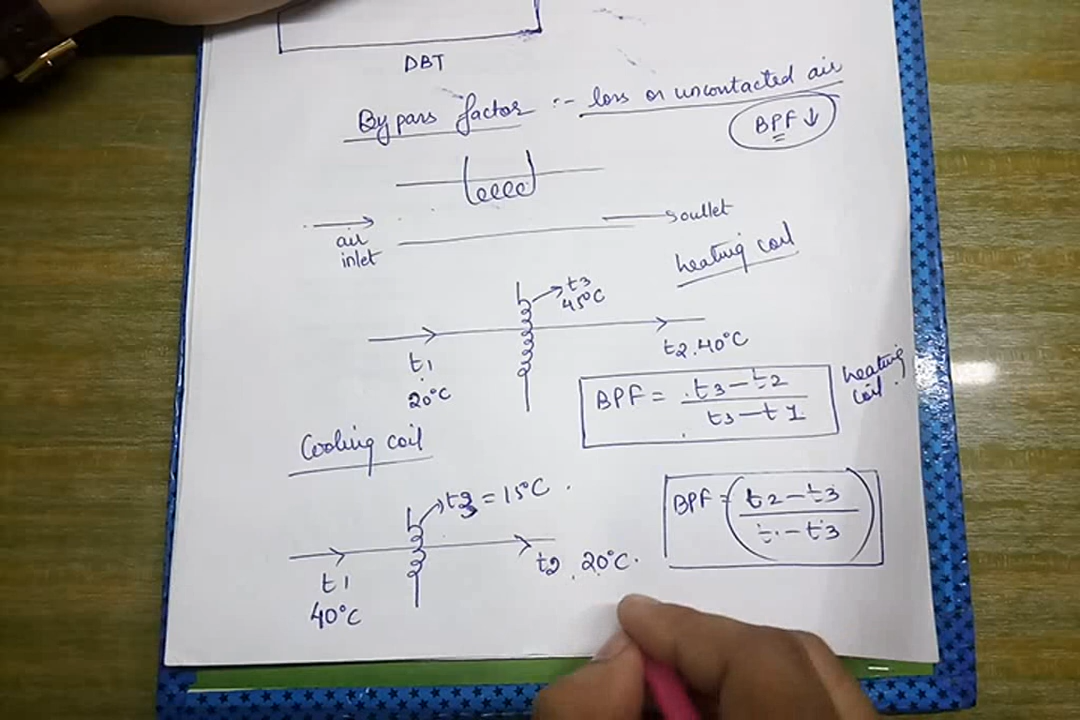 DBT
Bypass factor :- loss or uncontacted air
BPF ↓
air inlet
outlet
heating coil
t3
45°C
t1
20°C
t2. 40°C
BPF = t3 - t2 / t3 - t1
heating coil.
Cooling coil
t3 = 15°C.
t1
40°C
t2. 20°C.
BPF = (t2 - t3 / t1 - t3)